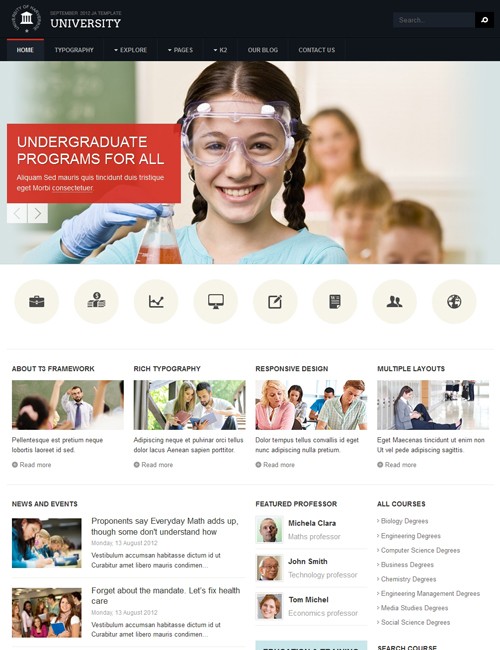 SEPTEMBER 2012 JA TEMPLATE
UNIVERSITY
Search...
HOME
TYPOGRAPHY
EXPLORE
PAGES
K2
OUR BLOG
CONTACT US
UNDERGRADUATE
PROGRAMS FOR ALL
Aliquam Sed mauris quis tincidunt duis tristique
eget Morbi consectetuer.
ABOUT T3 FRAMEWORK
Pellentesque est pretium neque
lobortis laoreet id sed.
Read more
RICH TYPOGRAPHY
Adipiscing neque et pulvinar orci tellus
dolor lacus Aenean sapien porttitor.
Read more
RESPONSIVE DESIGN
Dolor tempus tellus convallis id eget
nunc adipiscing nulla pretium.
Read more
MULTIPLE LAYOUTS
Eget Maecenas tincidunt ut enim non
Ut vel pede adipiscing sagittis.
Read more
NEWS AND EVENTS
Proponents say Everyday Math adds up,
though some don't understand how
Monday, 13 August 2012
Vestibulum accumsan habitasse dictum id ut
Curabitur amet libero mauris condimen...
Forget about the mandate. Let's fix health
care
Monday, 13 August 2012
Vestibulum accumsan habitasse dictum id ut
Curabitur amet libero mauris condimen...
FEATURED PROFESSOR
Michela Clara
Maths professor
John Smith
Technology professor
Tom Michel
Economics professor
EDUCATION & TRAINING
ALL COURSES
Biology Degrees
Engineering Degrees
Computer Science Degrees
Business Degrees
Chemistry Degrees
Engineering Management Degrees
Media Studies Degrees
Social Science Degrees
SEARCH COURSE